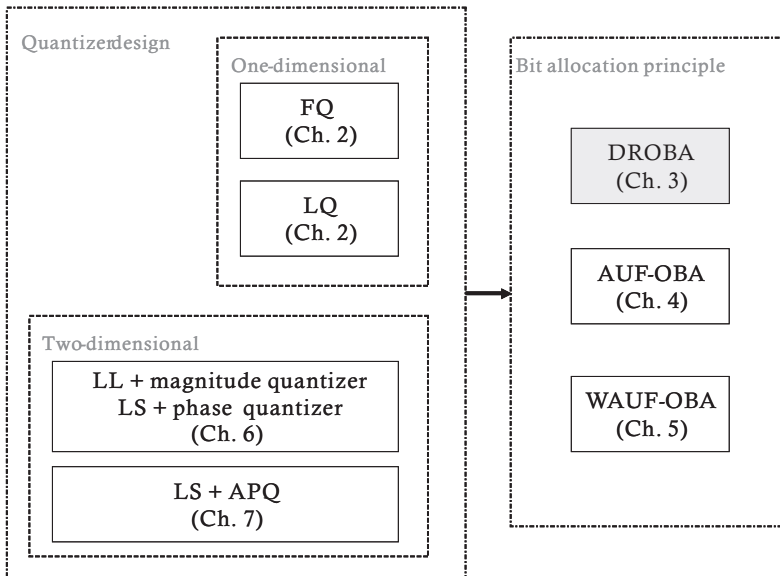 Quantizerdesign
One-dimensional
FQ
(Ch. 2)
LQ
(Ch. 2)
Two-dimensional
LL + magnitude quantizer
LS + phase quantizer
(Ch. 6)
LS + APQ
(Ch. 7)
Bit allocation principle
DROBA
(Ch. 3)
AUF-OBA
(Ch. 4)
WAUF-OBA
(Ch. 5)